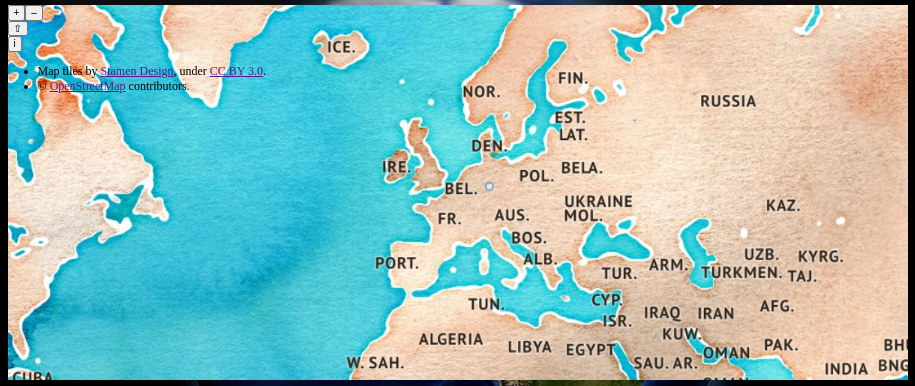 + –
⇧
i
ICE.
Map tiles by Stamen Design, under CC BY 3.0.
FIN.
© OpenStreetMap contributors.
NOR.
RUSSIA
EST.
LAT.
DEN.
IRE.
BELA.
POL.
BEL.
UKRAINE
KAZ.
FR.
AUS.
MOL.
BOS.
UZB.
KYRG.
ALB.
PORT.
ARM.
TUR.
TURKMEN.
TAJ.
TUN.
CYP.
AFG.
IRAQ
IRAN
ISR.
KUW.
ALGERIA
LIBYA
EGYPT
PAK.
OMAN
W. SAH.
SAU. AR.
INDIA
BNG
CUBA